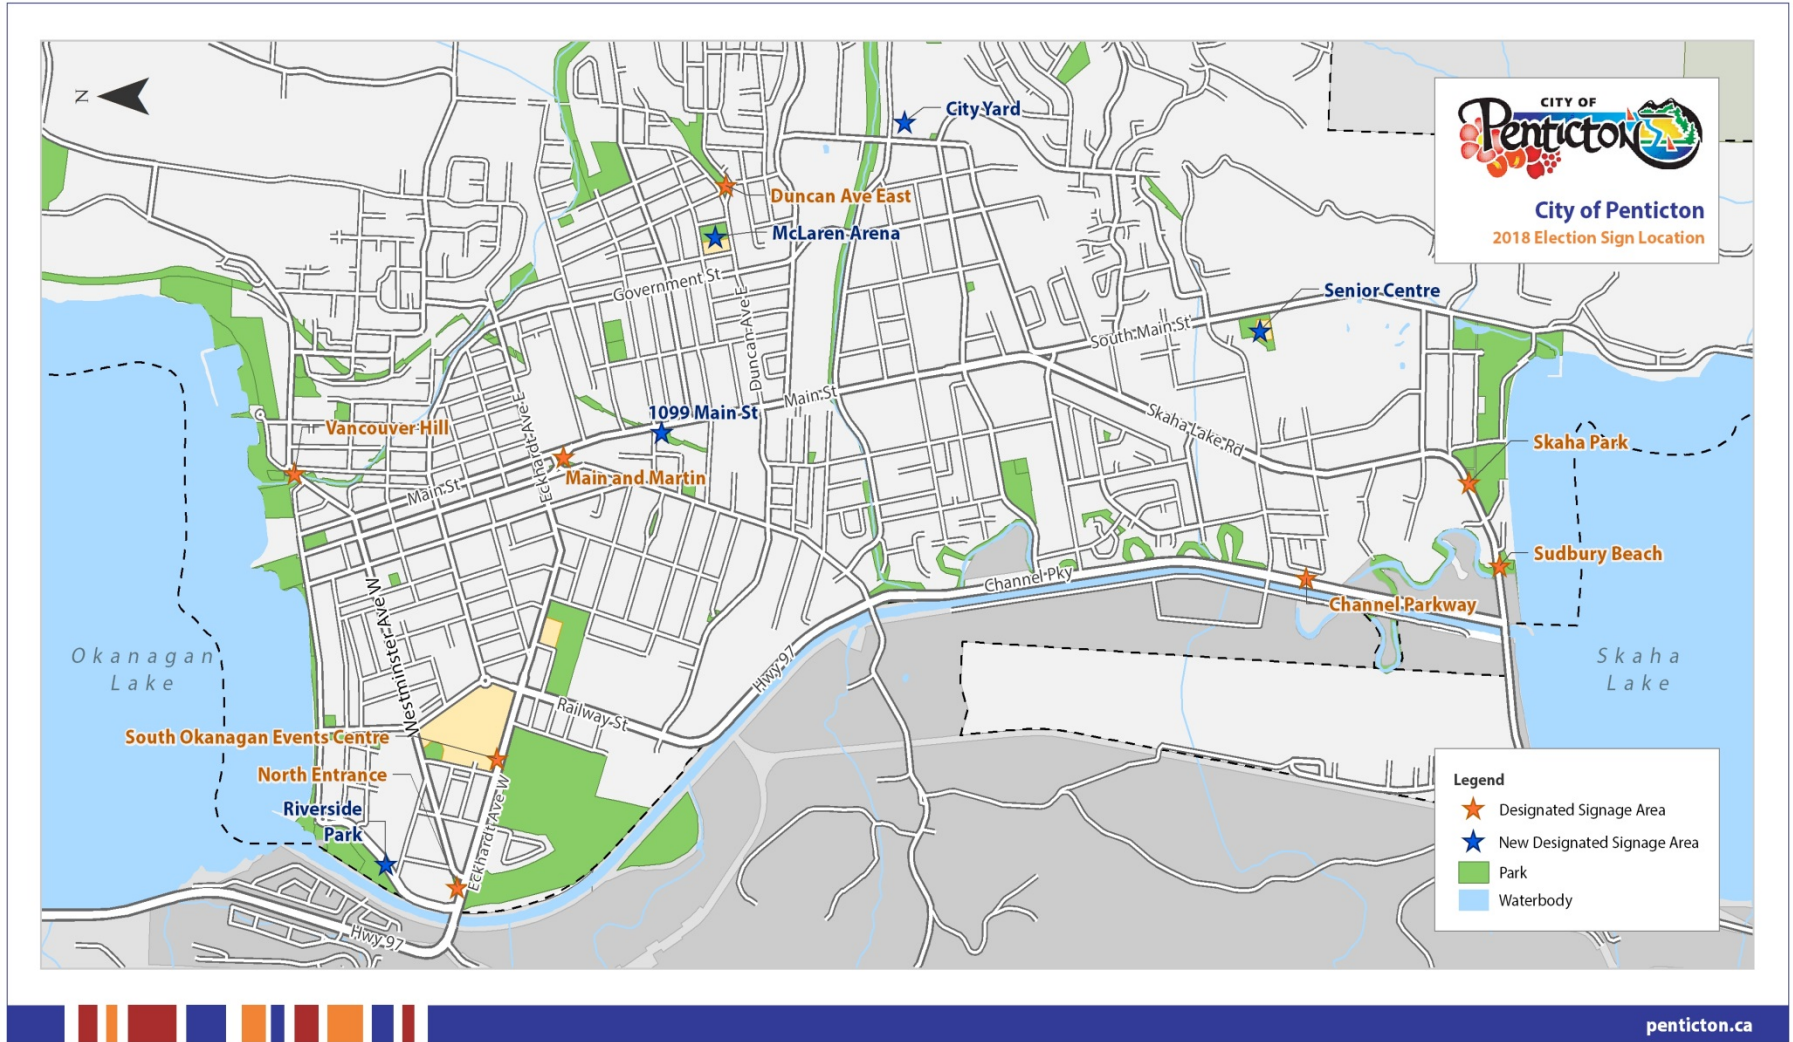 N
CITY OF
Penticton
City of Penticton
2018 Election Sign Location
City Yard
Duncan Ave East
McLaren Arena
Government St
Duncan Ave E
Senior Centre
South Main St
Main St
1099 Main St
Skaha Lake Rd
Vancouver Hill
Eckhardt Ave E
Main and Martin
Main St
Skaha Park
Sudbury Beach
Channel Pky
Channel Parkway
Westminster Ave W
Okanagan
Lake
Skaha
Lake
Hwy 97
Railway St
South Okanagan Events Centre
North Entrance
Riverside
Park
Eckhardt Ave W
Hwy 97
Legend
Designated Signage Area
New Designated Signage Area
Park
Waterbody
penticton.ca